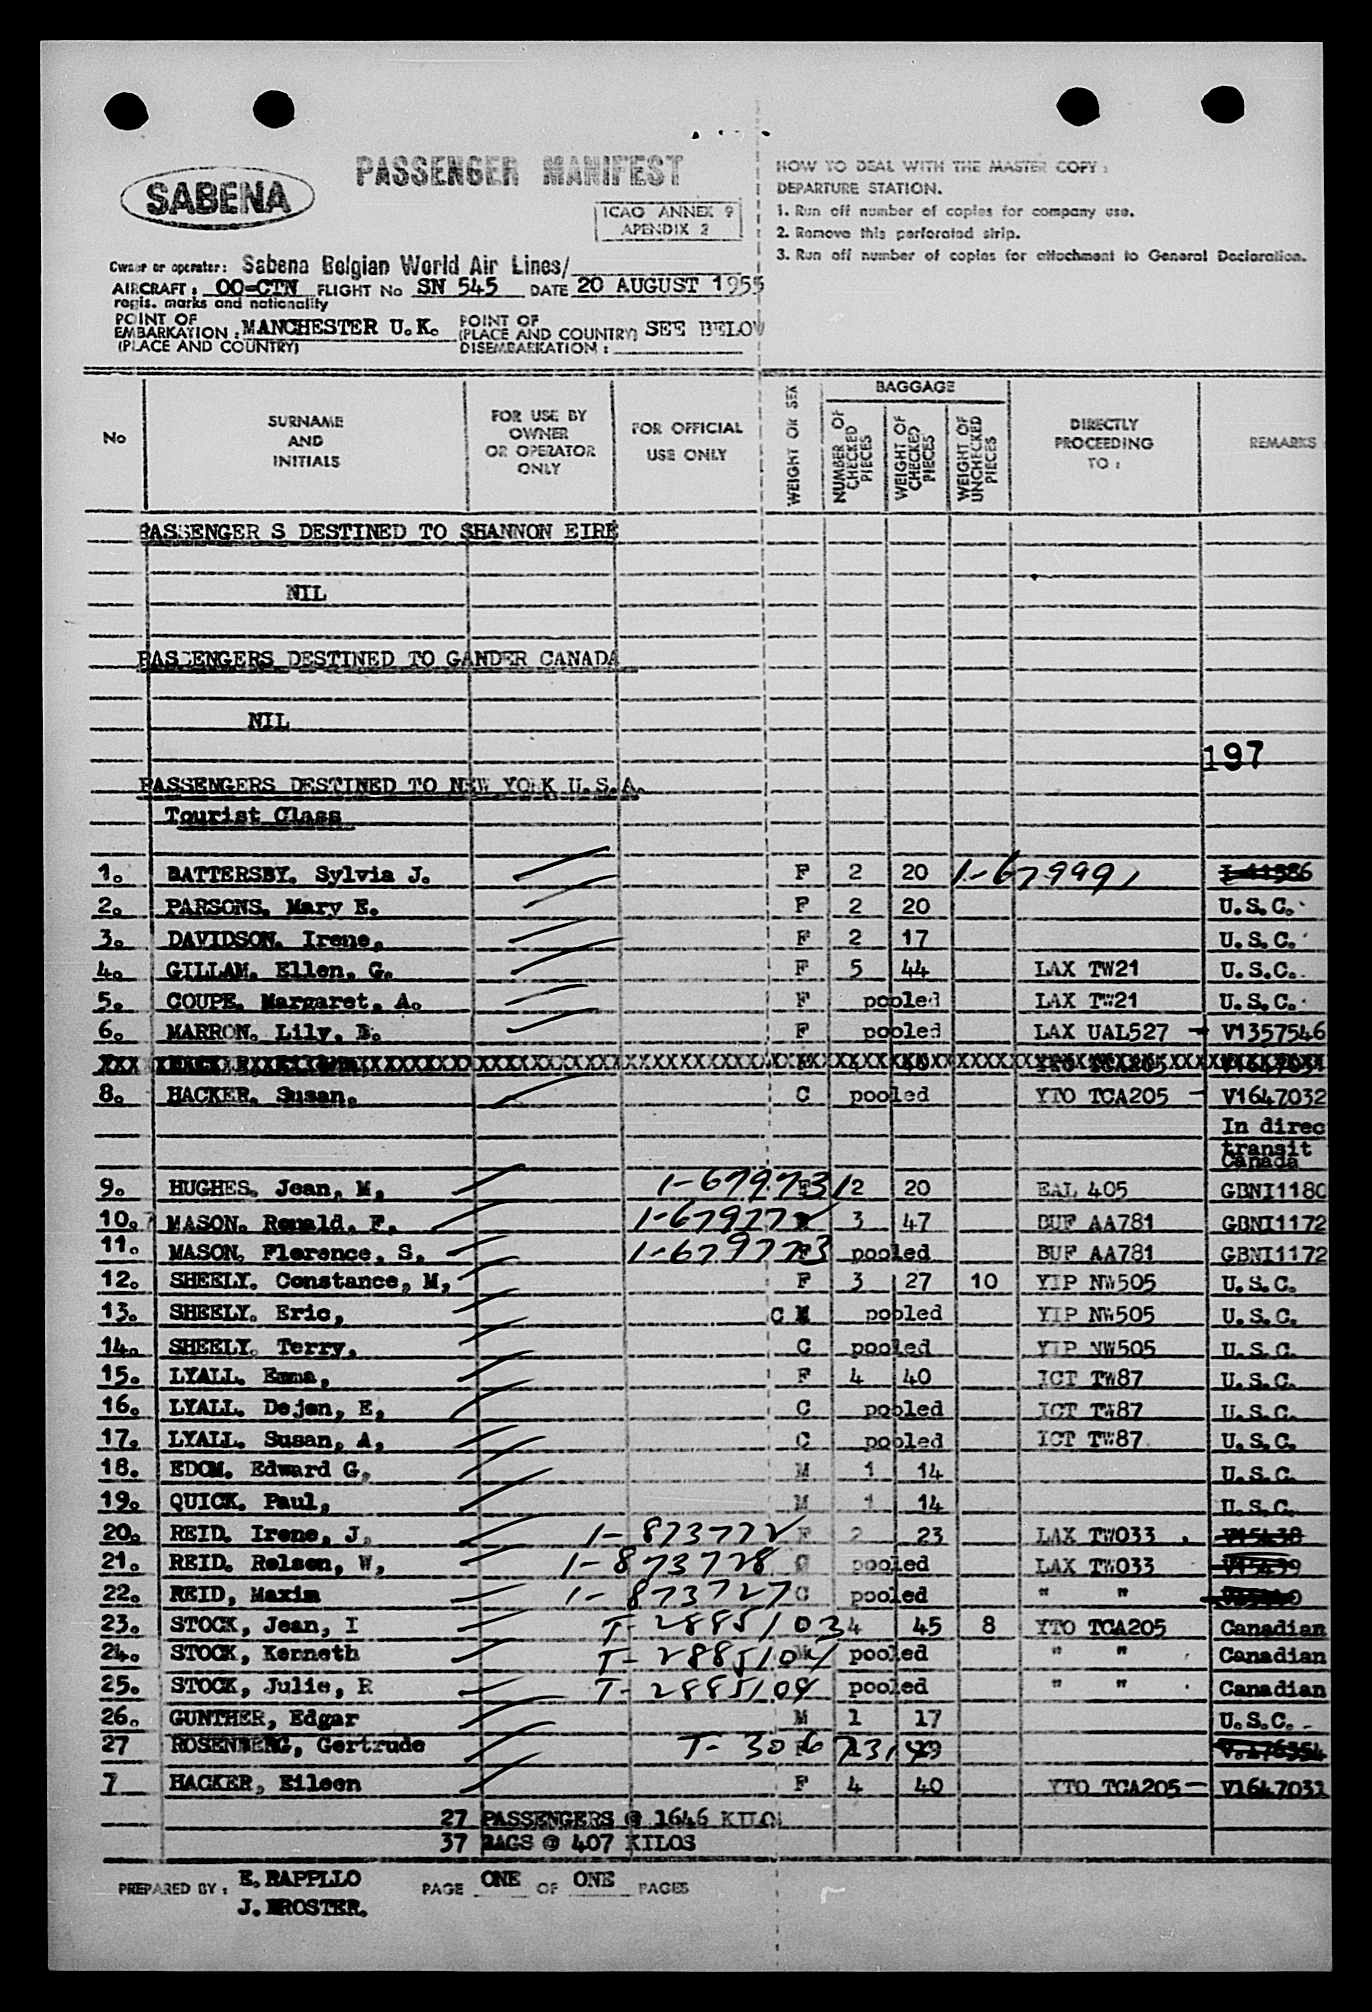 SABENA
PASSENGER MANIFEST
ICAO ANNEX 9
APENDIX 2
HOW TO DEAL WITH THE MASTER COPY :
DEPARTURE STATION.
1. Run off number of copies for company use.
2. Remove this perforated strip.
3. Run off number of copies for attachment to General Declaration.
Owner or operator: Sabena Belgian World Air Lines/
AIRCRAFT : OO-CTN FLIGHT No SN 545 DATE 20 AUGUST 1955
regis. marks and nationality
POINT OF EMBARKATION : MANCHESTER U.K. (PLACE AND COUNTRY)
POINT OF (PLACE AND COUNTRY) DISEMBARKATION : SEE BELOW
No
SURNAME AND INITIALS
FOR USE BY OWNER OR OPERATOR ONLY
FOR OFFICIAL USE ONLY
WEIGHT OR SEX
BAGGAGE
NUMBER OF CHECKED PIECES
WEIGHT OF CHECKED PIECES
WEIGHT OF UNCHECKED PIECES
DIRECTLY PROCEEDING TO :
REMARKS
PASSENGER S DESTINED TO SHANNON EIRE
NIL
PASSENGERS DESTINED TO GANDER CANADA
NIL
197
PASSENGERS DESTINED TO NEW YORK U.S.A.
Tourist Class
1. BATTERSBY. Sylvia J. F 2 20 1-679991
2. PARSONS. Mary E. F 2 20 U.S.C.
3. DAVIDSON. Irene, F 2 17 U.S.C.
4. GILLAM. Ellen. G. F 5 44 LAX TW21 U.S.C.
5. COUPE. Margaret. A. F pooled LAX TW21 U.S.C.
6. MARRON. Lily. B. F pooled LAX UAL527 - V1357546
8. HACKER. Susan. C pooled YTO TCA205 - V1647032
In direc
transit
Canada
9. HUGHES. Jean, M, 1-679731 F 2 20 EAL 405 GBNI1180
10. MASON. Ronald. F. 1-679772 3 47 BUF AA781 GBNI1172
11. MASON, Florence, S, 1-679773 F pooled BUF AA781 GBNI1172
12. SHEELY. Constance, M, F 3 27 10 YIP NW505 U.S.C.
13. SHEELY. Eric, C M pooled YIP NW505 U.S.C.
14. SHEELY. Terry. C pooled YIP NW505 U.S.C.
15. LYALL. Emma, F 4 40 ICT TW87 U.S.C.
16. LYALL. Dejen, E, C pooled ICT TW87 U.S.C.
17. LYALL. Susan, A, C pooled ICT TW87 U.S.C.
18. EDOM. Edward G, M 1 14 U.S.C.
19. QUICK. Paul, M 1 14 U.S.C.
20. REID. Irene, J, 1-873772 F 2 23 LAX TW033
21. REID. Relsen, W, 1-873728 C pooled LAX TW033
22. REID, Maxim 1-873727 C pooled " "
23. STOCK, Jean, I T-2885103 4 45 8 YTO TCA205 Canadian
24. STOCK, Kenneth T-2885104 M pooled " " Canadian
25. STOCK, Julie, R T-2885108 pooled " " Canadian
26. GUNTHER, Edgar M 1 17 U.S.C.
27 ROSENBERG, Gertrude T-306
7 HACKER, Eileen F 4 40 YTO TCA205 - V1647031
27 PASSENGERS @ 1646 KILOS
37 BAGS @ 407 KILOS
PREPARED BY : E. RAPPLLO
J. BROSTER.
PAGE ONE OF ONE PAGES